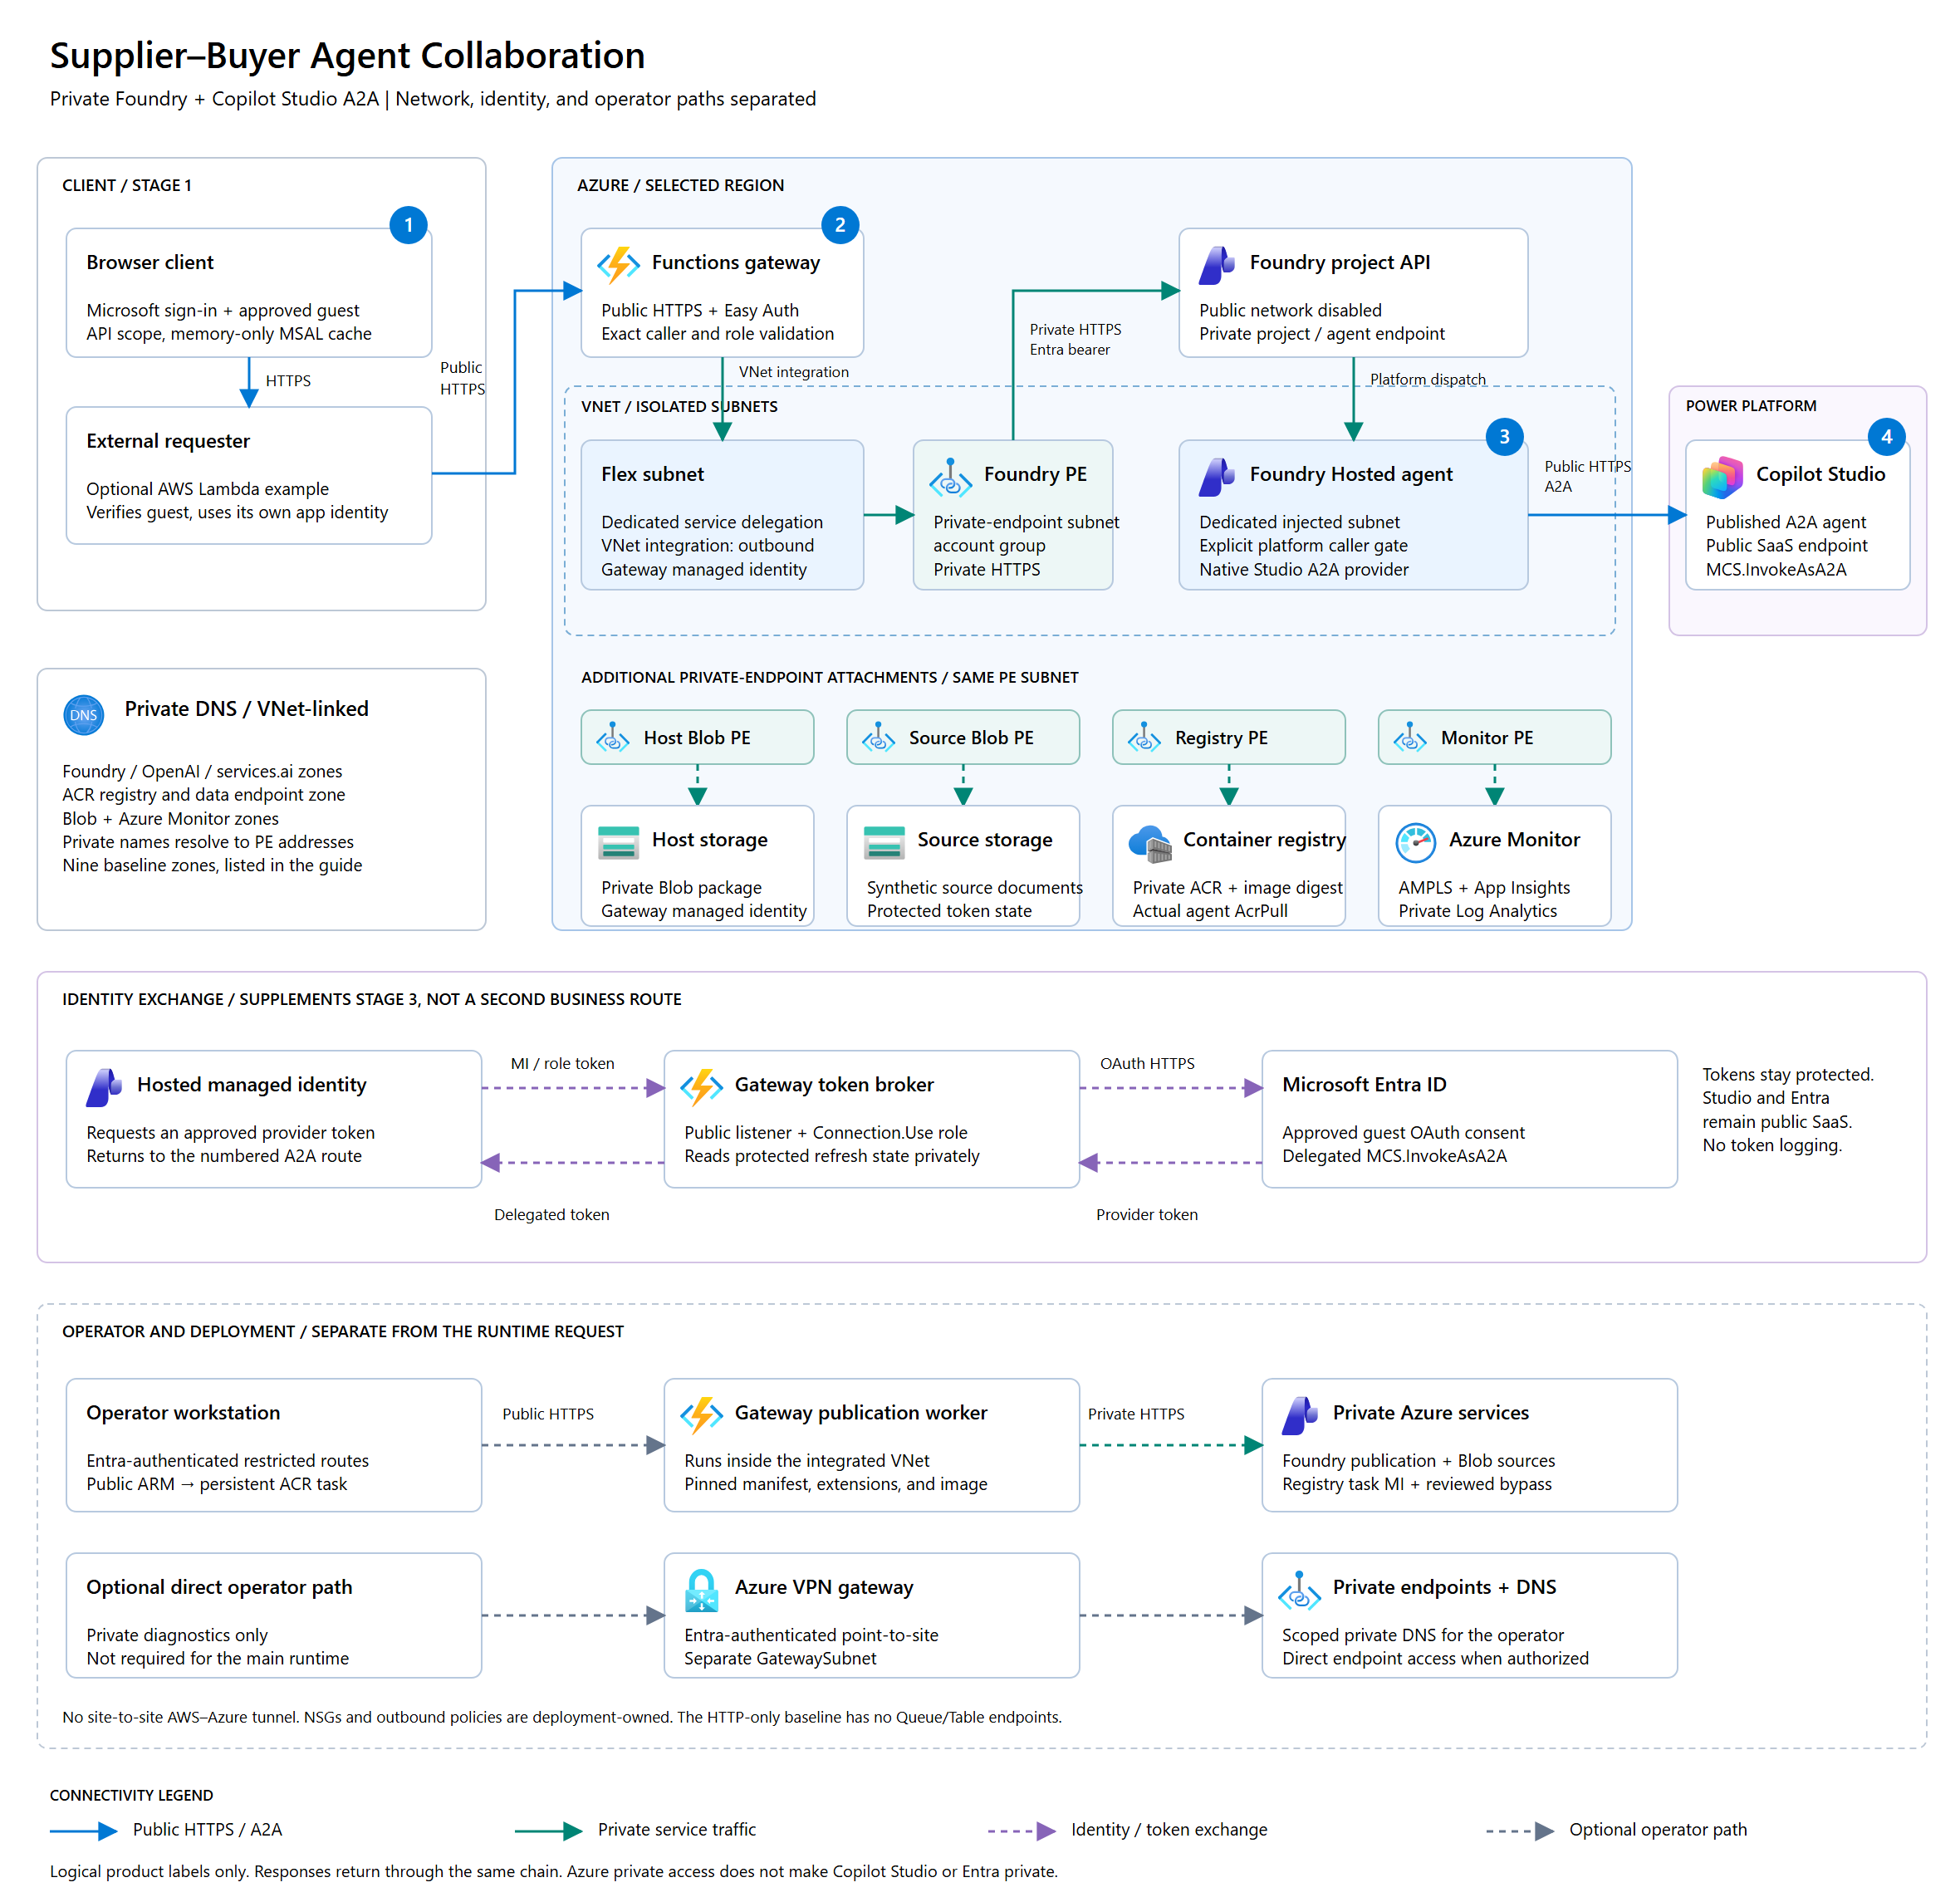 Supplier–Buyer Agent Collaboration
Private Foundry + Copilot Studio A2A | Network, identity, and operator paths separated
CLIENT / STAGE 1
1
Browser client
Microsoft sign-in + approved guest
API scope, memory-only MSAL cache
HTTPS
Public
HTTPS
External requester
Optional AWS Lambda example
Verifies guest, uses its own app identity
AZURE / SELECTED REGION
2
Functions gateway
Public HTTPS + Easy Auth
Exact caller and role validation
VNet integration
Private HTTPS
Entra bearer
Foundry project API
Public network disabled
Private project / agent endpoint
Platform dispatch
VNET / ISOLATED SUBNETS
Flex subnet
Dedicated service delegation
VNet integration: outbound
Gateway managed identity
Foundry PE
Private-endpoint subnet
account group
Private HTTPS
3
Foundry Hosted agent
Dedicated injected subnet
Explicit platform caller gate
Native Studio A2A provider
Public HTTPS
A2A
POWER PLATFORM
4
Copilot Studio
Published A2A agent
Public SaaS endpoint
MCS.InvokeAsA2A
DNS
Private DNS / VNet-linked
Foundry / OpenAI / services.ai zones
ACR registry and data endpoint zone
Blob + Azure Monitor zones
Private names resolve to PE addresses
Nine baseline zones, listed in the guide
ADDITIONAL PRIVATE-ENDPOINT ATTACHMENTS / SAME PE SUBNET
Host Blob PE
Source Blob PE
Registry PE
Monitor PE
Host storage
Private Blob package
Gateway managed identity
Source storage
Synthetic source documents
Protected token state
Container registry
Private ACR + image digest
Actual agent AcrPull
Azure Monitor
AMPLS + App Insights
Private Log Analytics
IDENTITY EXCHANGE / SUPPLEMENTS STAGE 3, NOT A SECOND BUSINESS ROUTE
Hosted managed identity
Requests an approved provider token
Returns to the numbered A2A route
MI / role token
Delegated token
Gateway token broker
Public listener + Connection.Use role
Reads protected refresh state privately
OAuth HTTPS
Provider token
Microsoft Entra ID
Approved guest OAuth consent
Delegated MCS.InvokeAsA2A
Tokens stay protected.
Studio and Entra
remain public SaaS.
No token logging.
OPERATOR AND DEPLOYMENT / SEPARATE FROM THE RUNTIME REQUEST
Operator workstation
Entra-authenticated restricted routes
Public ARM → persistent ACR task
Public HTTPS
Gateway publication worker
Runs inside the integrated VNet
Pinned manifest, extensions, and image
Private HTTPS
Private Azure services
Foundry publication + Blob sources
Registry task MI + reviewed bypass
Optional direct operator path
Private diagnostics only
Not required for the main runtime
Azure VPN gateway
Entra-authenticated point-to-site
Separate GatewaySubnet
Private endpoints + DNS
Scoped private DNS for the operator
Direct endpoint access when authorized
No site-to-site AWS–Azure tunnel. NSGs and outbound policies are deployment-owned. The HTTP-only baseline has no Queue/Table endpoints.
CONNECTIVITY LEGEND
Public HTTPS / A2A
Private service traffic
Identity / token exchange
Optional operator path
Logical product labels only. Responses return through the same chain. Azure private access does not make Copilot Studio or Entra private.